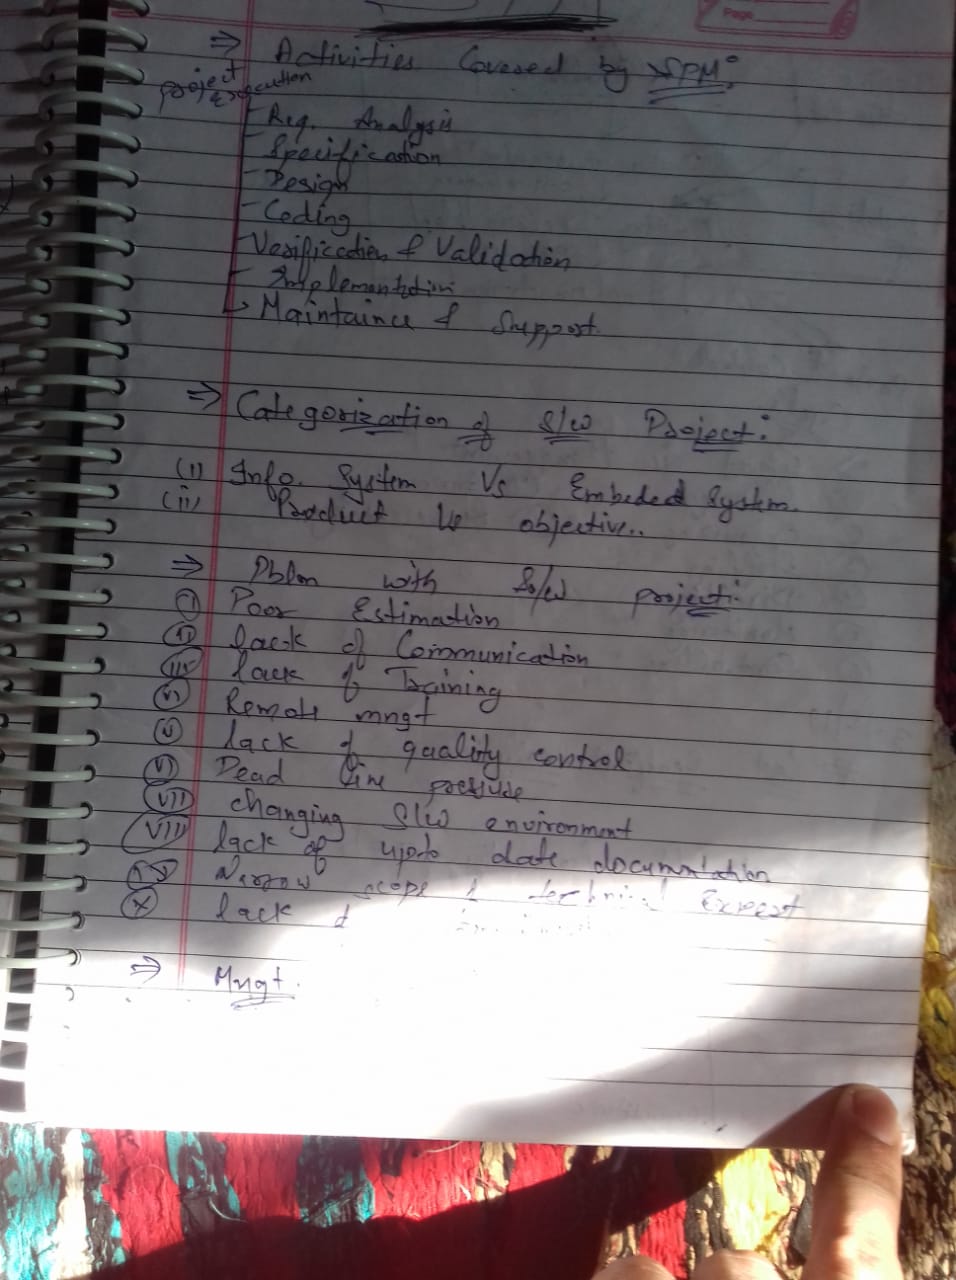 Page
⇒ Activities Covered by SPM:
project
Execution
- Req. Analysis
- Specification
- Design
- Coding
- Verification & Validation
- Implementation
→ Maintaince & Support.
⇒ Categorization of S/W Project:
(i) Info. System Vs Embeded System.
(ii) Product Vs objective..
⇒ Pblm with S/W project:
(i) Poor Estimation
(ii) lack of Communication
(iii) lack of Training
(vi) Remote mngt
(v) lack of quality control
(vi) Dead line pressure
(vii) changing S/W environment
(viii) lack of upto date documntation
(ix) Narrow scope & technical Expert
(x) lack of
⇒ Mngt.